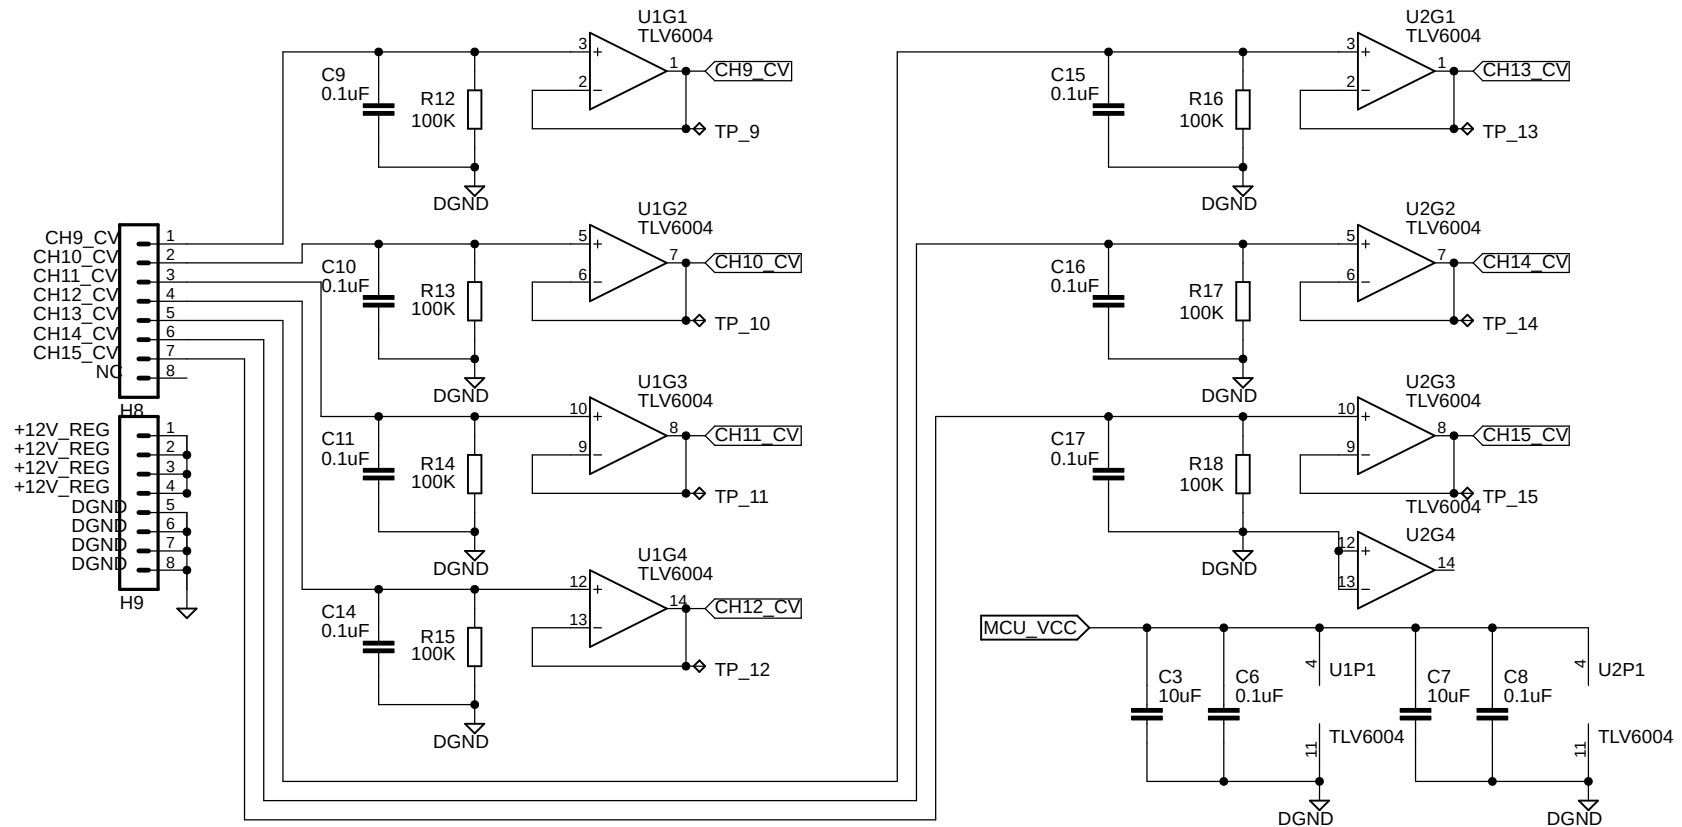 U1G1
TLV6004
3
+
1
CH9_CV
2
−
C9
0.1uF
R12
100K
TP_9
DGND
U2G1
TLV6004
3
+
1
CH13_CV
2
−
C15
0.1uF
R16
100K
TP_13
DGND
U1G2
TLV6004
5
+
7
CH10_CV
6
−
C10
0.1uF
R13
100K
TP_10
DGND
U2G2
TLV6004
5
+
7
CH14_CV
6
−
C16
0.1uF
R17
100K
TP_14
DGND
CH9_CV 1
CH10_CV 2
CH11_CV 3
CH12_CV 4
CH13_CV 5
CH14_CV 6
CH15_CV 7
NC 8
H8
+12V_REG 1
+12V_REG 2
+12V_REG 3
+12V_REG 4
DGND 5
DGND 6
DGND 7
DGND 8
H9
U1G3
TLV6004
10
+
8
CH11_CV
9
−
C11
0.1uF
R14
100K
TP_11
DGND
U2G3
TLV6004
10
+
8
CH15_CV
9
−
C17
0.1uF
R18
100K
TP_15
DGND
TLV6004
U2G4
12
+
14
13
−
U1G4
TLV6004
12
+
14
CH12_CV
13
−
C14
0.1uF
R15
100K
TP_12
DGND
MCU_VCC
C3
10uF
C6
0.1uF
4
U1P1
11
TLV6004
DGND
C7
10uF
C8
0.1uF
4
U2P1
11
TLV6004
DGND